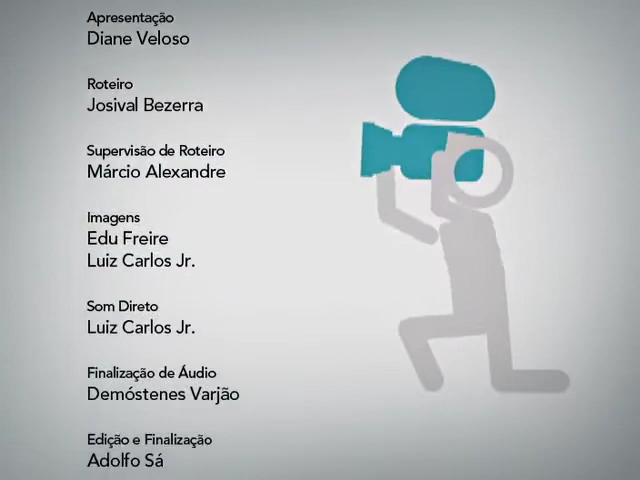 Apresentação
Diane Veloso
Roteiro
Josival Bezerra
Supervisão de Roteiro
Márcio Alexandre
Imagens
Edu Freire
Luiz Carlos Jr.
Som Direto
Luiz Carlos Jr.
Finalização de Áudio
Demóstenes Varjão
Edição e Finalização
Adolfo Sá